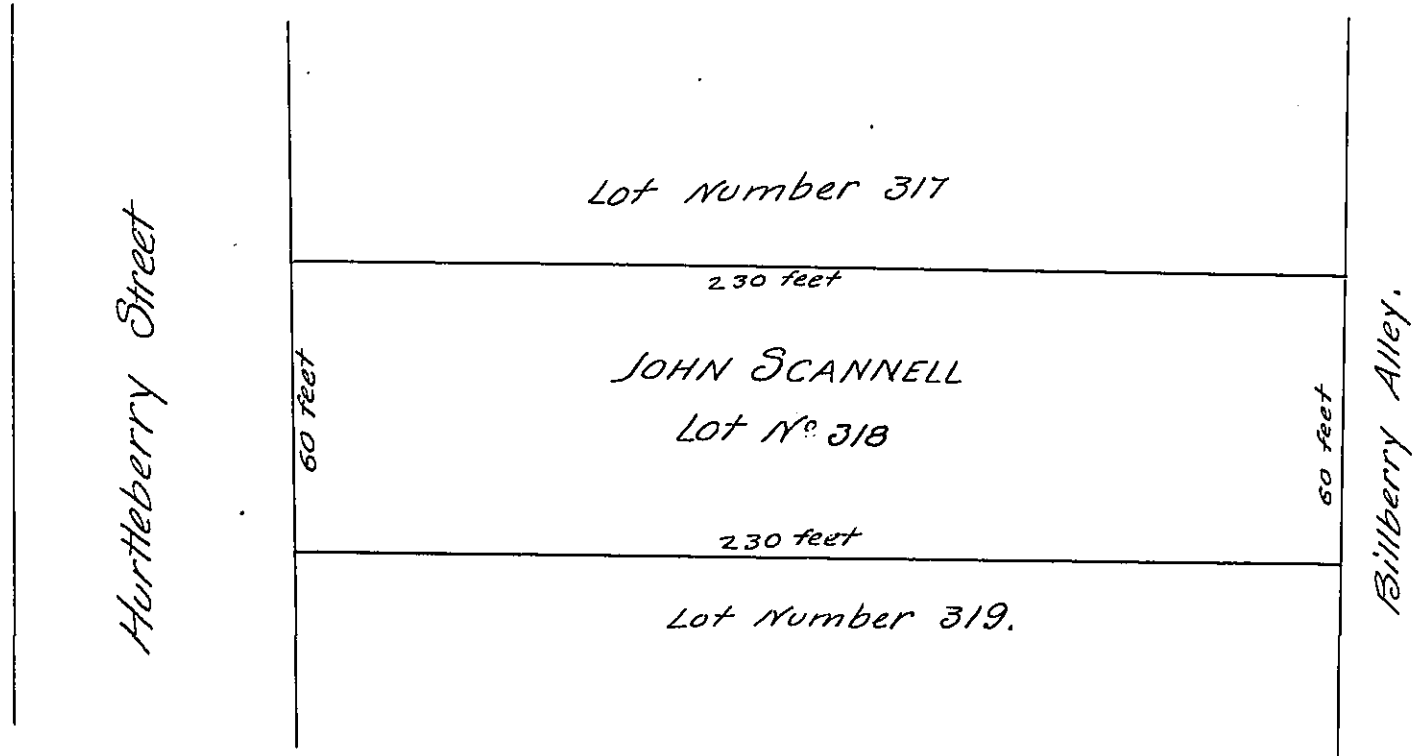 Hurtleberry Street
Lot Number 317
230 feet
60 feet
JOHN SCANNELL
Lot No 318
60 feet
230 feet
Lot Number 319.
Billberry Alley.